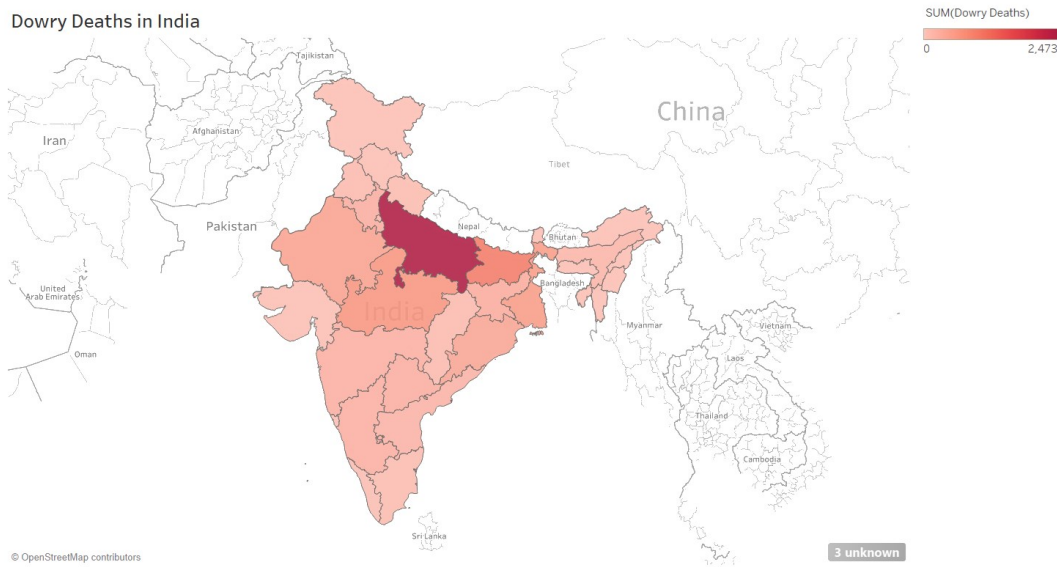 Dowry Deaths in India
SUM(Dowry Deaths)
0 2,473
Tajikistan
China
Afghanistan
Iran
Tibet
Pakistan
Nepal
Bhutan
United
Arab Emirates
Bangladesh
India
Oman
Myanmar
Vietnam
Laos
Thailand
Cambodia
Sri Lanka
© OpenStreetMap contributors
3 unknown